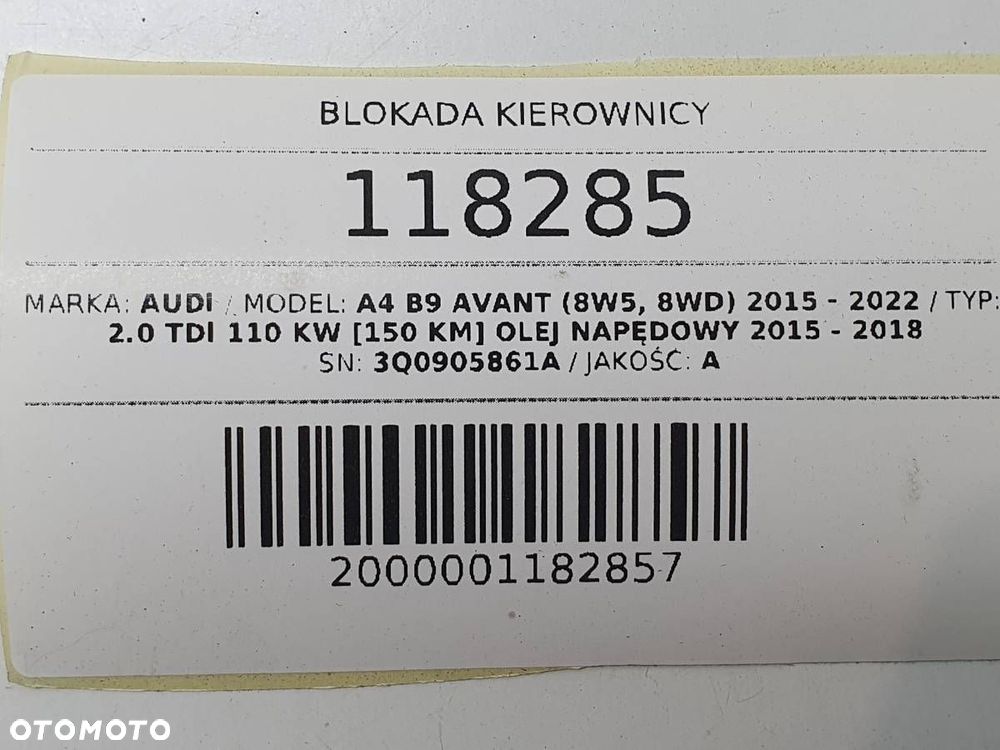 BLOKADA KIEROWNICY
118285
MARKA: AUDI / MODEL: A4 B9 AVANT (8W5, 8WD) 2015 - 2022 / TYP:
2.0 TDI 110 KW [150 KM] OLEJ NAPĘDOWY 2015 - 2018
SN: 3Q0905861A / JAKOŚĆ: A
2000001182857
OTOMOTO